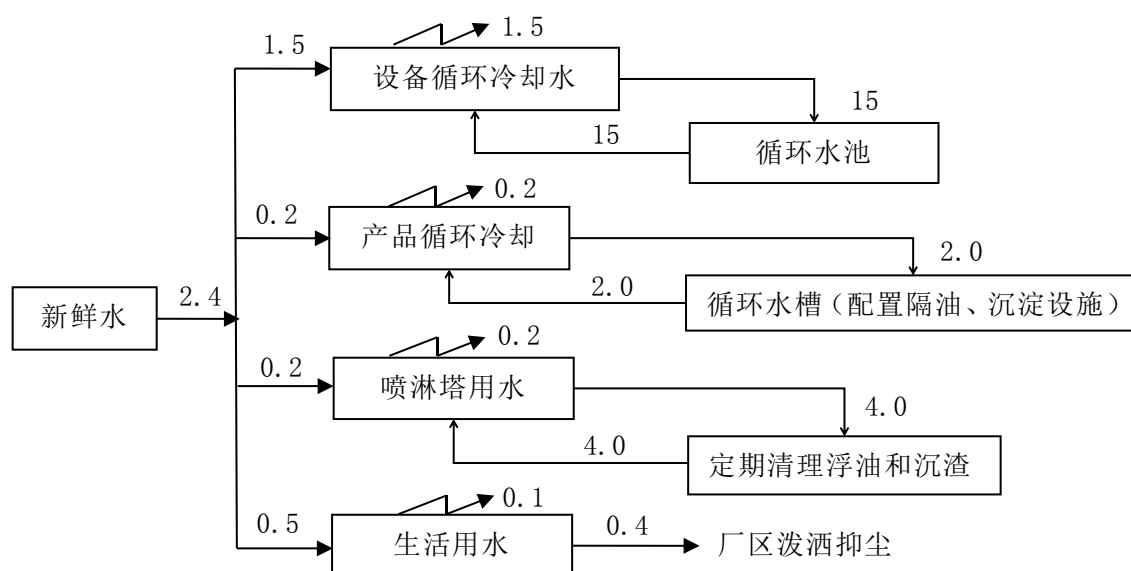 1.5
1.5
设备循环冷却水
15
15
循环水池
0.2
0.2
产品循环冷却
2.0
2.0
循环水槽（配置隔油、沉淀设施）
新鲜水
2.4
0.2
0.2
喷淋塔用水
4.0
4.0
定期清理浮油和沉渣
0.1
0.5
生活用水
0.4
厂区泼洒抑尘